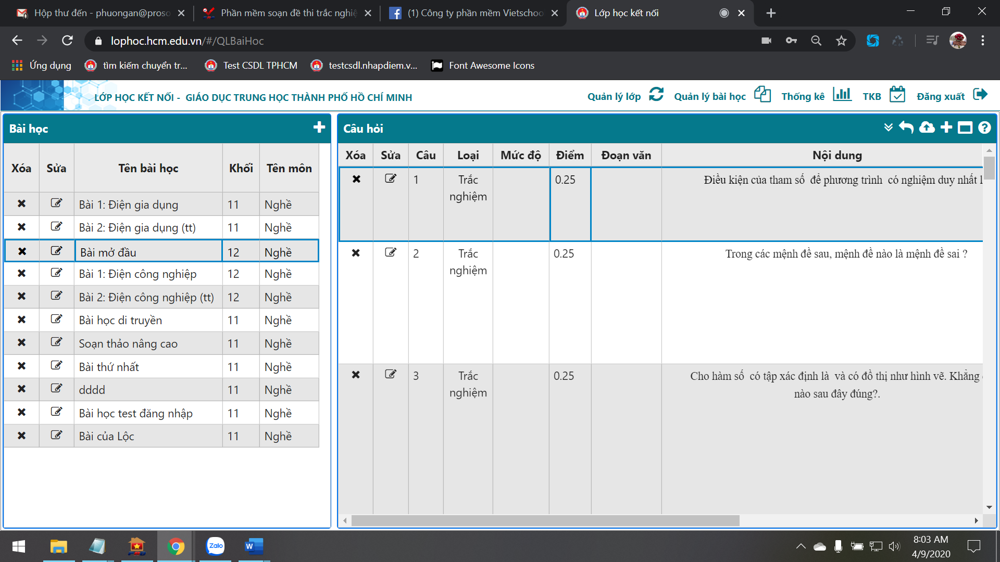 Hộp thư đến - phuongan@proso
Phần mềm soạn đề thi trắc nghiệ
(1) Công ty phần mềm Vietschoo
Lớp học kết nối
lophoc.hcm.edu.vn/#/QLBaiHoc
Ứng dụng
tìm kiếm chuyển tr...
Test CSDL TPHCM
testcsdl.nhapdiem.v...
Font Awesome Icons
LỚP HỌC KẾT NỐI - GIÁO DỤC TRUNG HỌC THÀNH PHỐ HỒ CHÍ MINH
Quản lý lớp
Quản lý bài học
Thống kê
TKB
Đăng xuất
Bài học
Xóa Sửa Tên bài học Khối Tên môn
Bài 1: Điện gia dụng 11 Nghề
Bài 2: Điện gia dụng (tt) 11 Nghề
Bài mở đầu 12 Nghề
Bài 1: Điện công nghiệp 12 Nghề
Bài 2: Điện công nghiệp (tt) 12 Nghề
Bài học di truyền 11 Nghề
Soạn thảo nâng cao 11 Nghề
Bài thứ nhất 11 Nghề
dddd 11 Nghề
Bài học test đăng nhập 11 Nghề
Bài của Lộc 11 Nghề
Câu hỏi
Xóa Sửa Câu Loại Mức độ Điểm Đoạn văn Nội dung
1 Trắc nghiệm 0.25 Điều kiện của tham số để phương trình có nghiệm duy nhất l
2 Trắc nghiệm 0.25 Trong các mệnh đề sau, mệnh đề nào là mệnh đề sai ?
3 Trắc nghiệm 0.25 Cho hàm số có tập xác định là và có đồ thị như hình vẽ. Khẳng
nào sau đây đúng?.
Zalo
W
8:03 AM
4/9/2020